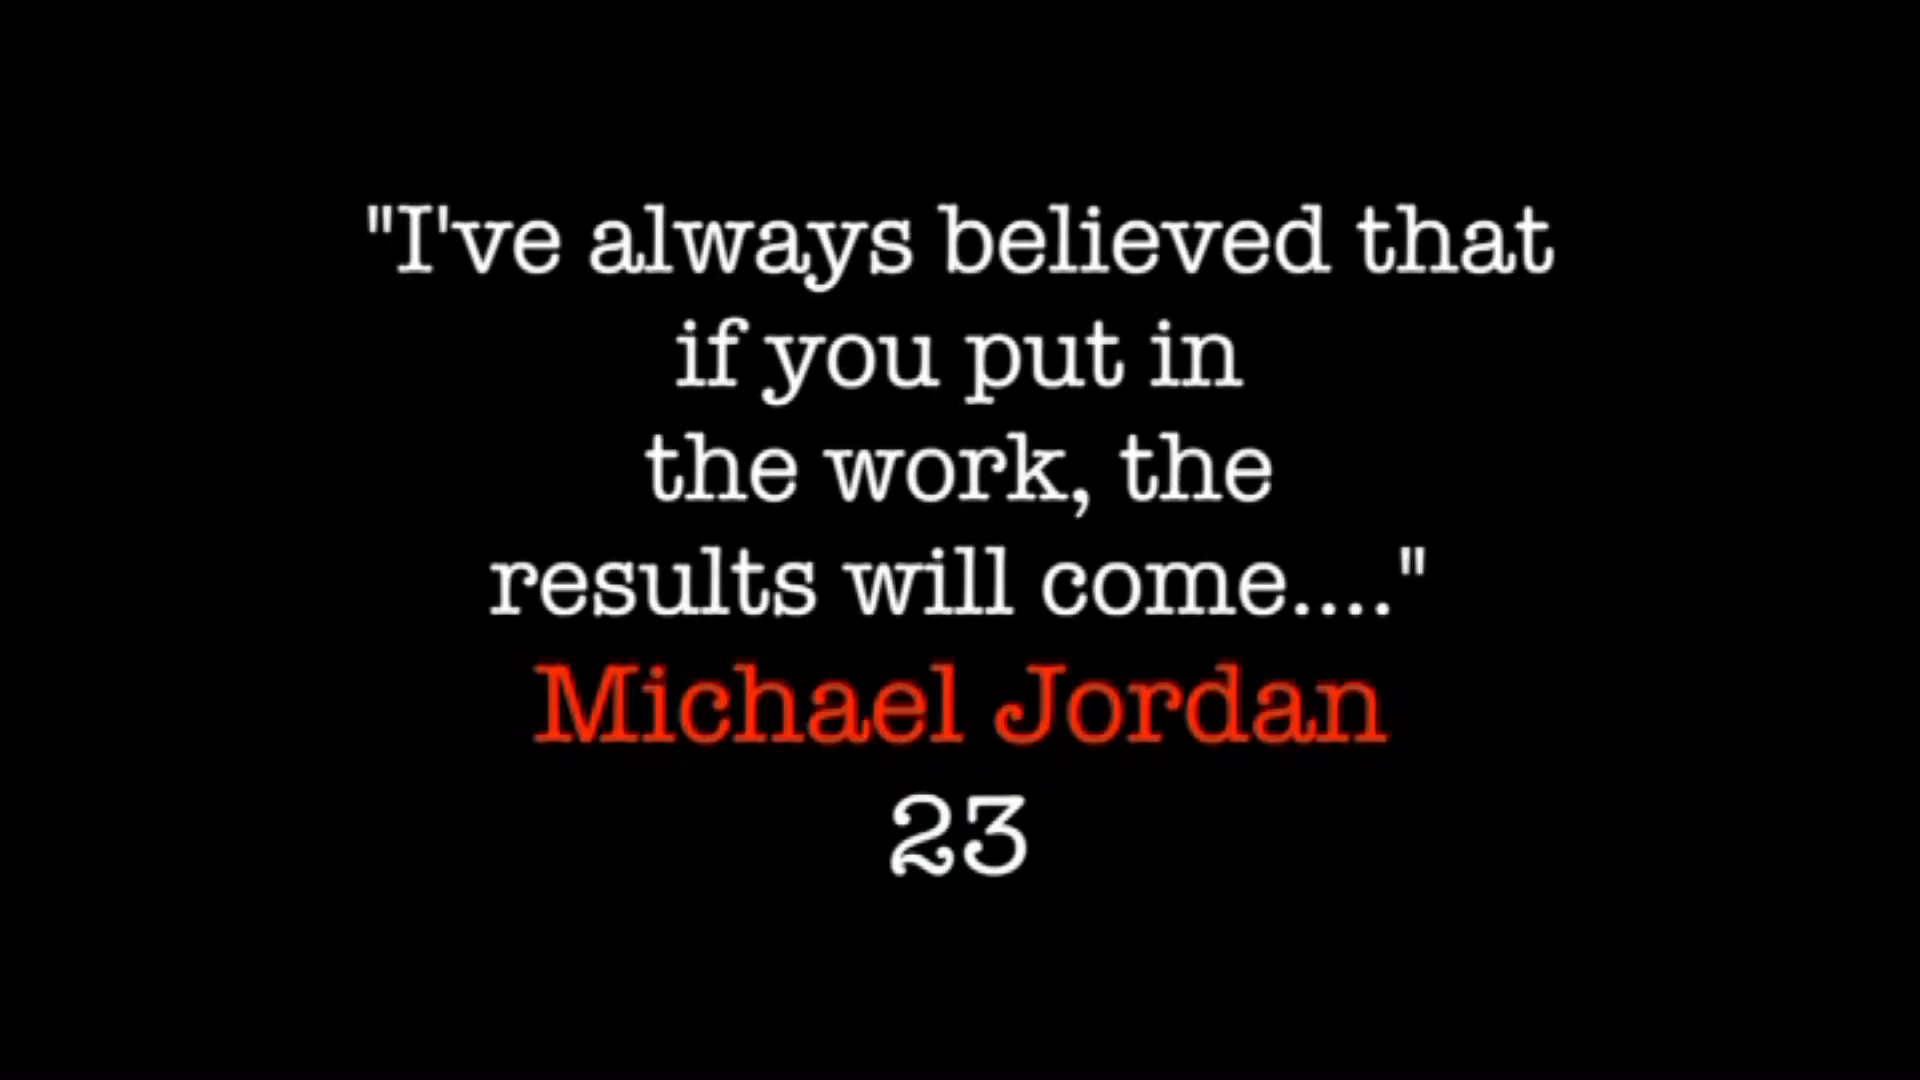 "I've always believed that
if you put in
the work, the
results will come...."
Michael Jordan
23